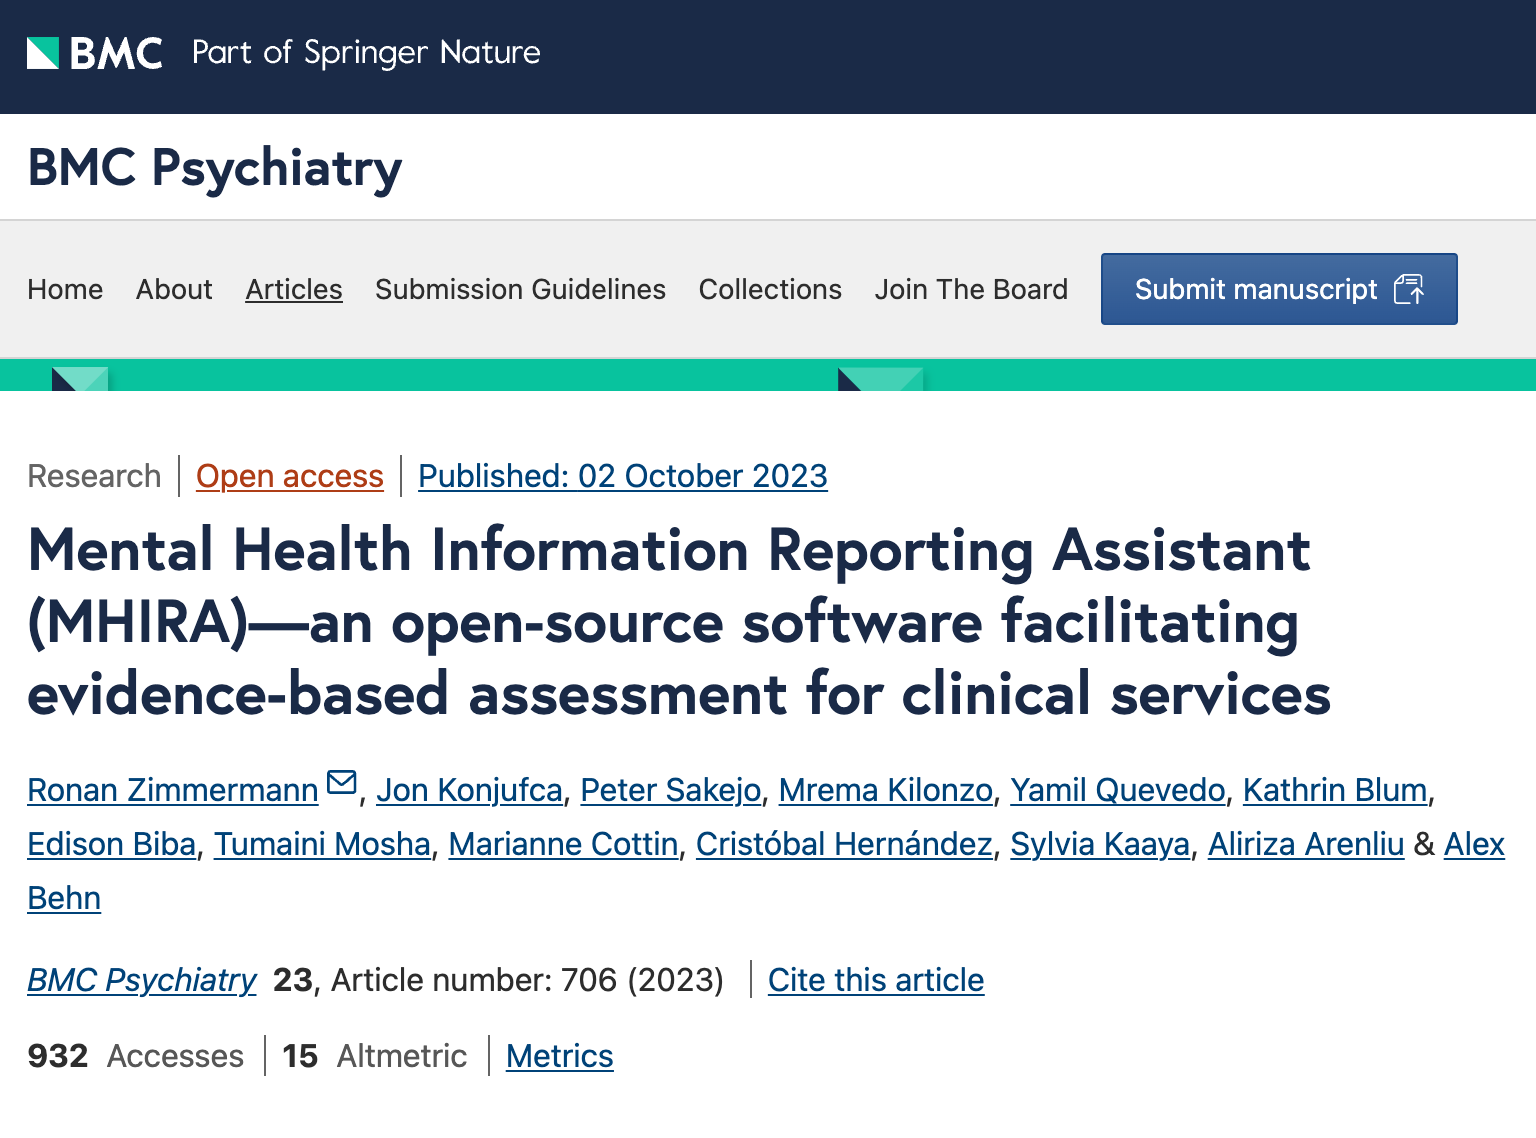 BMC Part of Springer Nature
BMC Psychiatry
Home About Articles Submission Guidelines Collections Join The Board Submit manuscript
Research Open access Published: 02 October 2023
Mental Health Information Reporting Assistant
(MHIRA)—an open-source software facilitating
evidence-based assessment for clinical services
Ronan Zimmermann, Jon Konjufca, Peter Sakejo, Mrema Kilonzo, Yamil Quevedo, Kathrin Blum,
Edison Biba, Tumaini Mosha, Marianne Cottin, Cristóbal Hernández, Sylvia Kaaya, Aliriza Arenliu & Alex
Behn
BMC Psychiatry 23, Article number: 706 (2023) Cite this article
932 Accesses 15 Altmetric Metrics